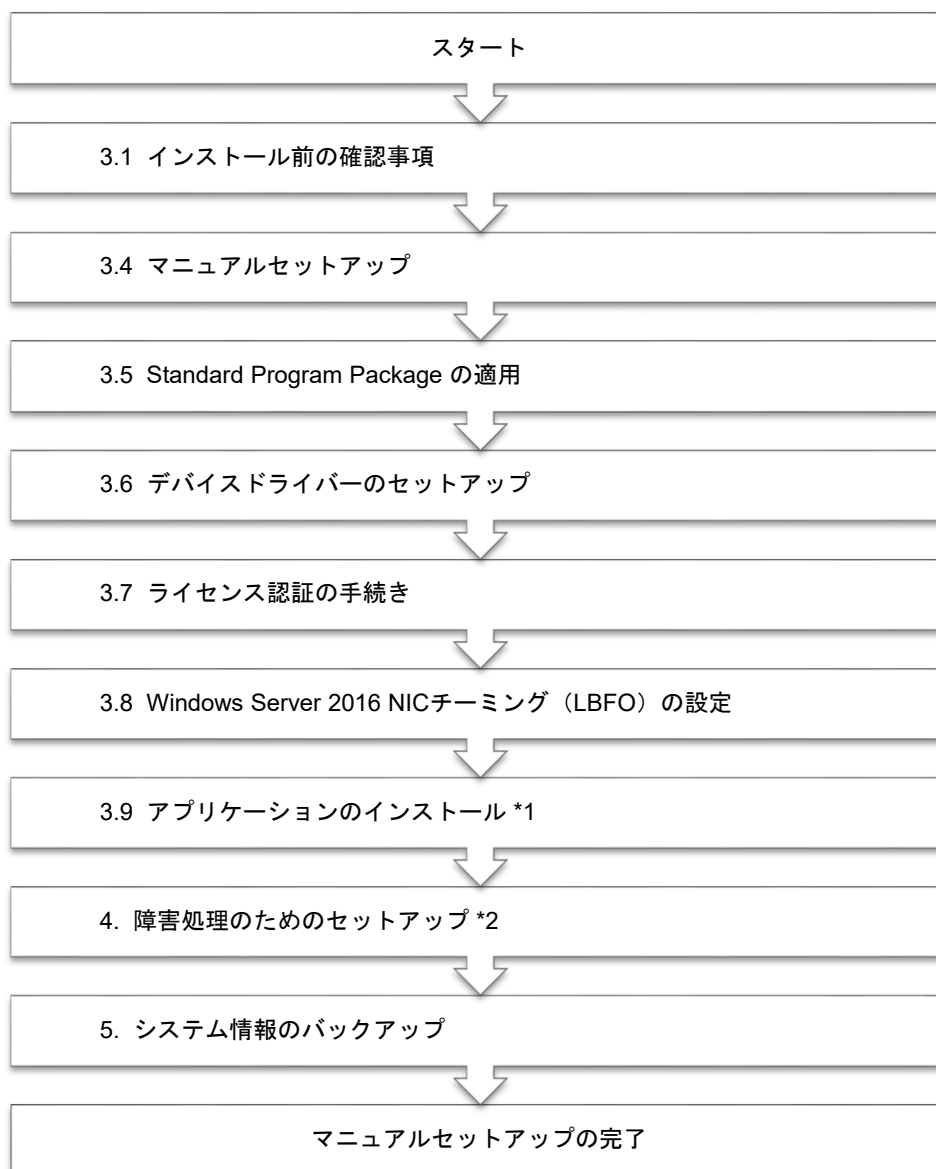 スタート
3.1 インストール前の確認事項
3.4 マニュアルセットアップ
3.5 Standard Program Package の適用
3.6 デバイスドライバーのセットアップ
3.7 ライセンス認証の手続き
3.8 Windows Server 2016 NICチーミング（LBFO）の設定
3.9 アプリケーションのインストール *1
4. 障害処理のためのセットアップ *2
5. システム情報のバックアップ
マニュアルセットアップの完了